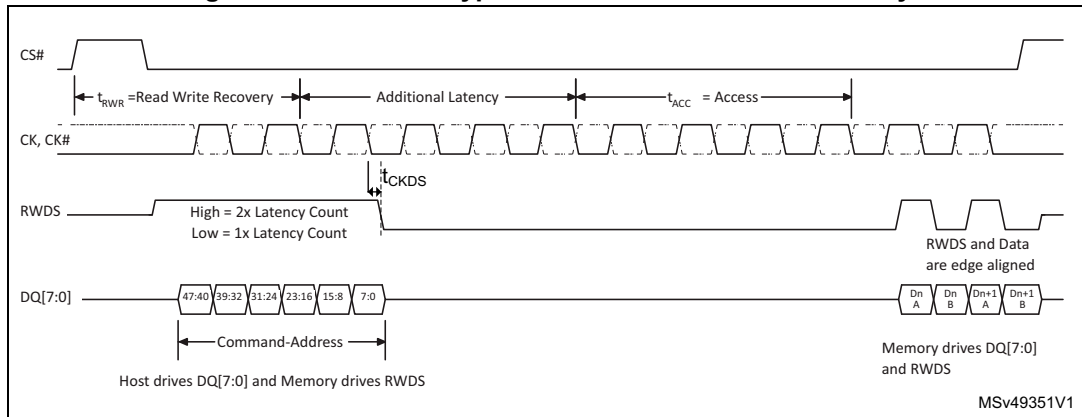 CS#
tRWR =Read Write Recovery
Additional Latency
tACC = Access
CK, CK#
tCKDS
RWDS
High = 2x Latency Count
Low = 1x Latency Count
RWDS and Data
are edge aligned
DQ[7:0]
47:40 39:32 31:24 23:16 15:8 7:0
Dn A
Dn B
Dn+1 A
Dn+1 B
Command-Address
Memory drives DQ[7:0]
and RWDS
Host drives DQ[7:0] and Memory drives RWDS
MSv49351V1